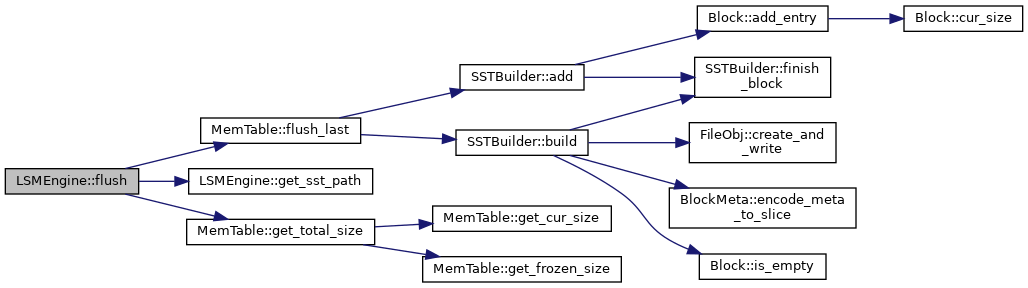 LSMEngine::flush
MemTable::flush_last
LSMEngine::get_sst_path
MemTable::get_total_size
SSTBuilder::add
SSTBuilder::build
MemTable::get_cur_size
MemTable::get_frozen_size
Block::add_entry
SSTBuilder::finish
_block
FileObj::create_and
_write
BlockMeta::encode_meta
_to_slice
Block::is_empty
Block::cur_size